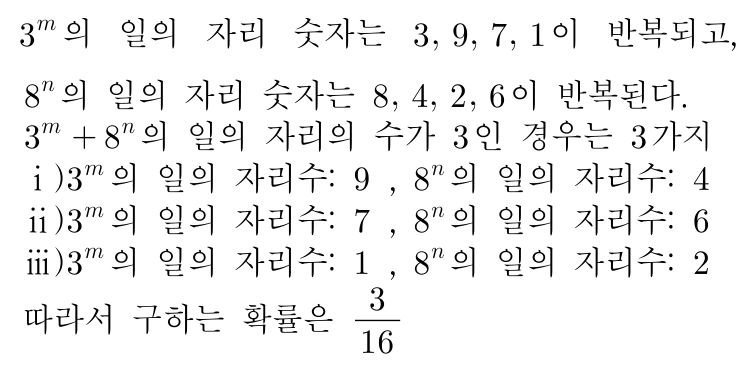 3^m의 일의 자리 숫자는 3, 9, 7, 1이 반복되고,
8^n의 일의 자리 숫자는 8, 4, 2, 6이 반복된다.
3^m + 8^n의 일의 자리의 수가 3인 경우는 3가지
ⅰ)3^m의 일의 자리수: 9 , 8^n의 일의 자리수: 4
ⅱ)3^m의 일의 자리수: 7 , 8^n의 일의 자리수: 6
ⅲ)3^m의 일의 자리수: 1 , 8^n의 일의 자리수: 2
따라서 구하는 확률은 3/16